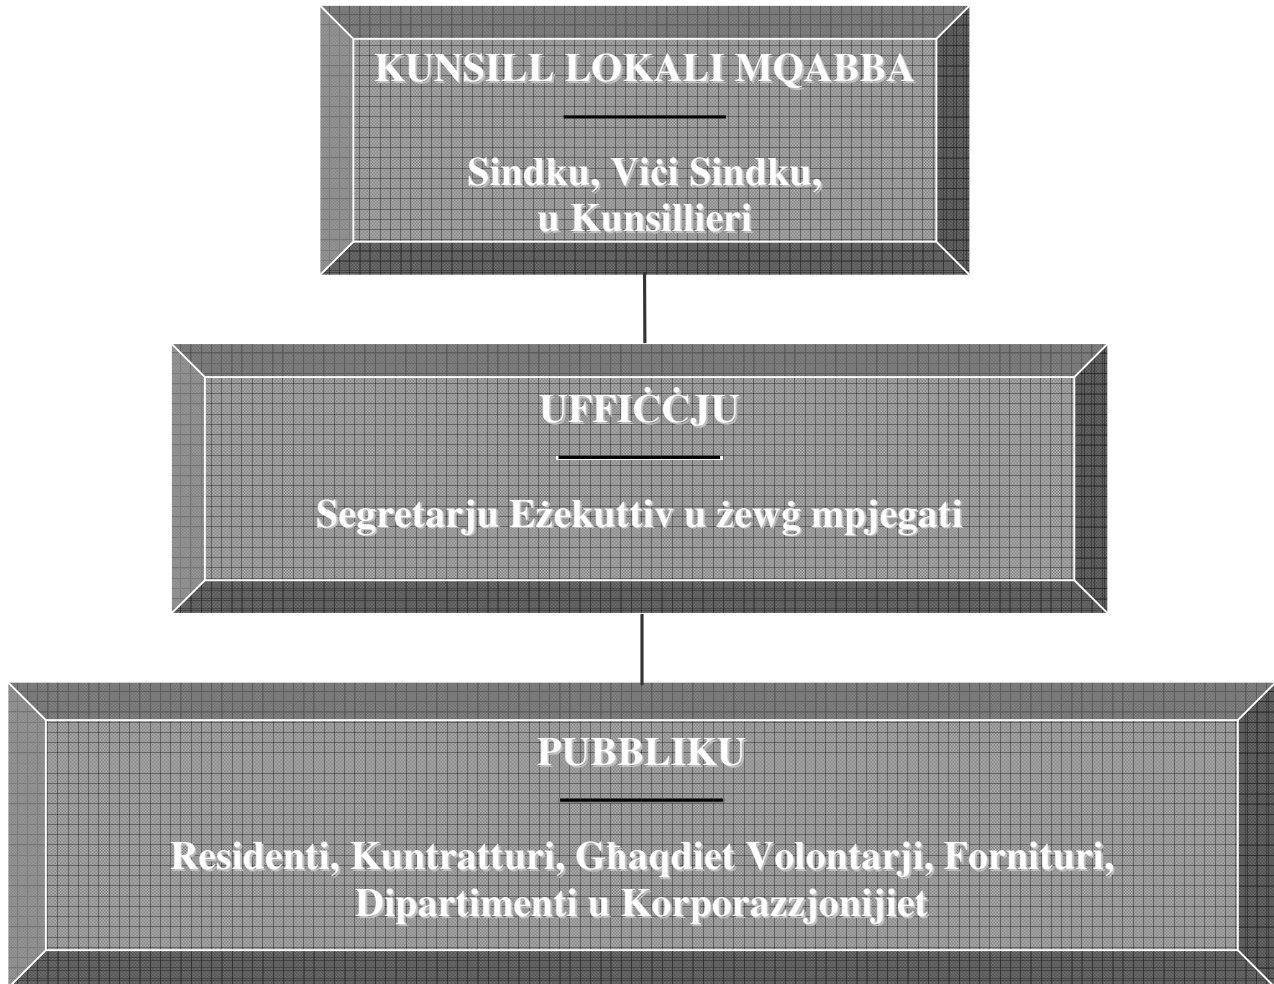 KUNSILL LOKALI MQABBA
Sindku, Viċi Sindku,
u Kunsillieri
UFFIĊĊJU
Segretarju Eżekuttiv u żewġ mpjegati
PUBBLIKU
Residenti, Kuntratturi, Għaqdiet Volontarji, Fornituri,
Dipartimenti u Korporazzjonijiet